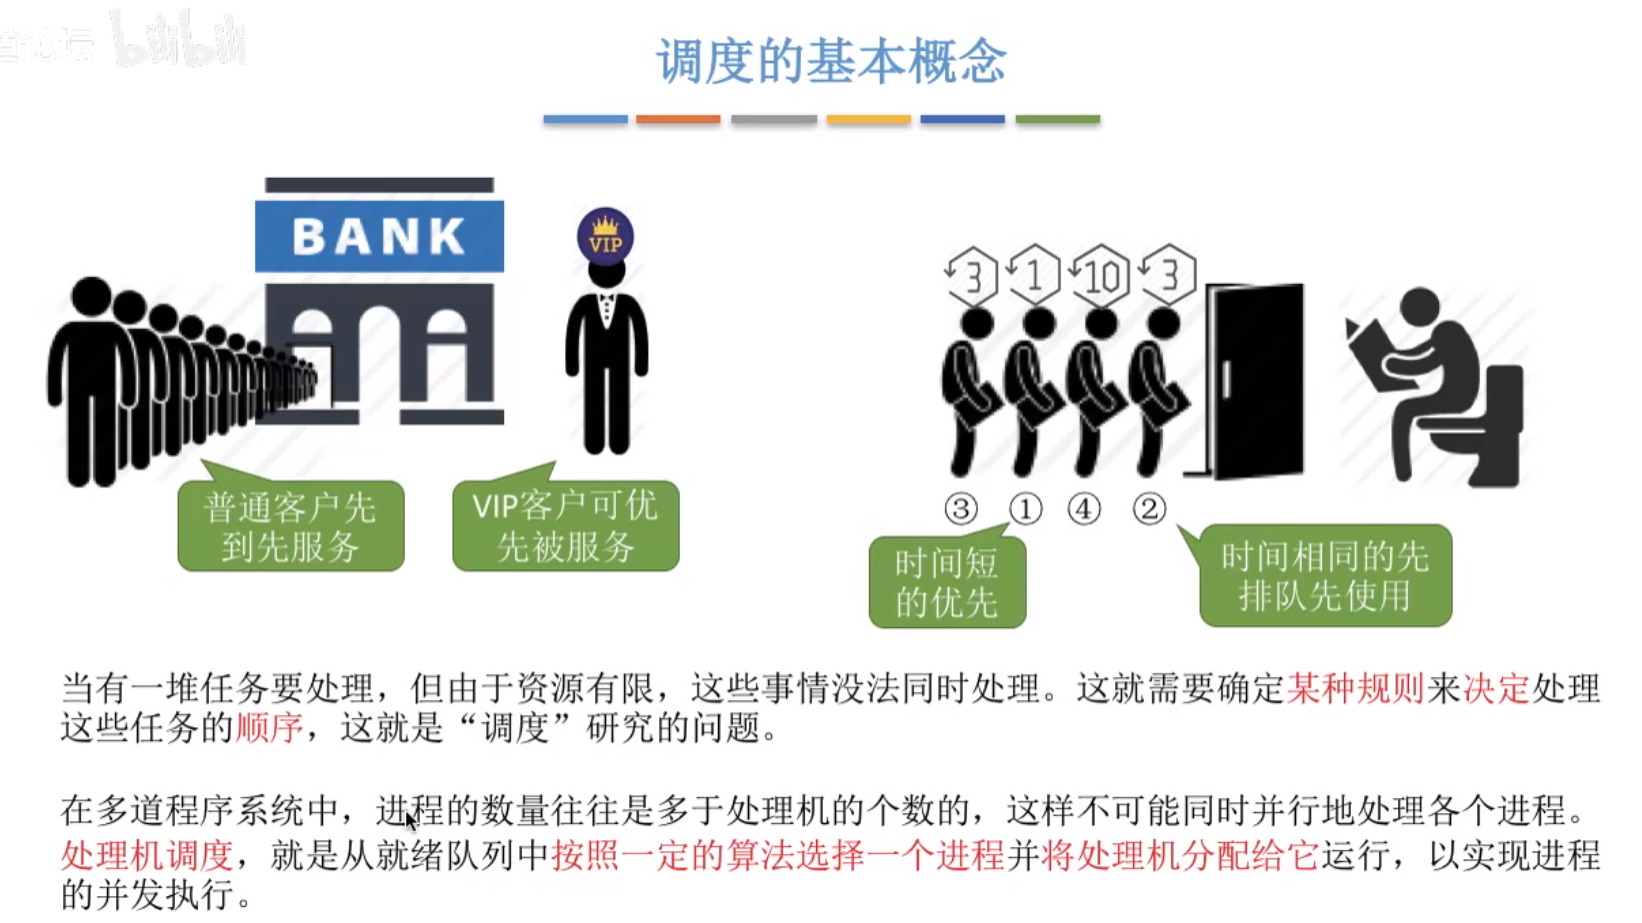 道论坛 bilibili
调度的基本概念
BANK
VIP
3 1 10 3
③ ① ④ ②
普通客户先
到先服务
VIP客户可优
先被服务
时间短
的优先
时间相同的先
排队先使用
当有一堆任务要处理，但由于资源有限，这些事情没法同时处理。这就需要确定某种规则来决定处理
这些任务的顺序，这就是“调度”研究的问题。
在多道程序系统中，进程的数量往往是多于处理机的个数的，这样不可能同时并行地处理各个进程。
处理机调度，就是从就绪队列中按照一定的算法选择一个进程并将处理机分配给它运行，以实现进程
的并发执行。